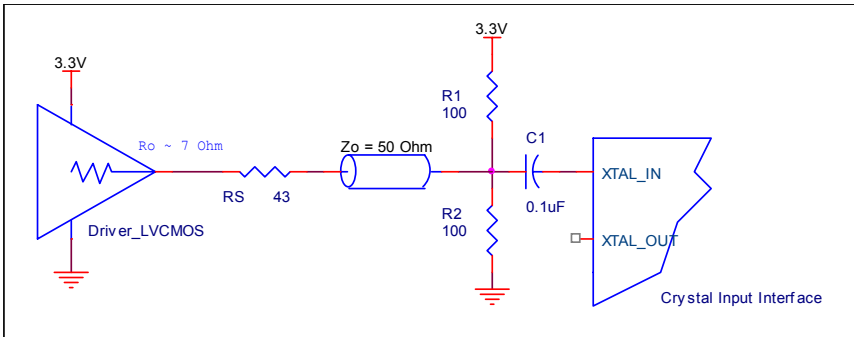 3.3V
3.3V
R1
100
Ro ~ 7 Ohm
Zo = 50 Ohm
C1
XTAL_IN
RS 43
0.1uF
R2
100
Driver_LVCMOS
XTAL_OUT
Crystal Input Interface